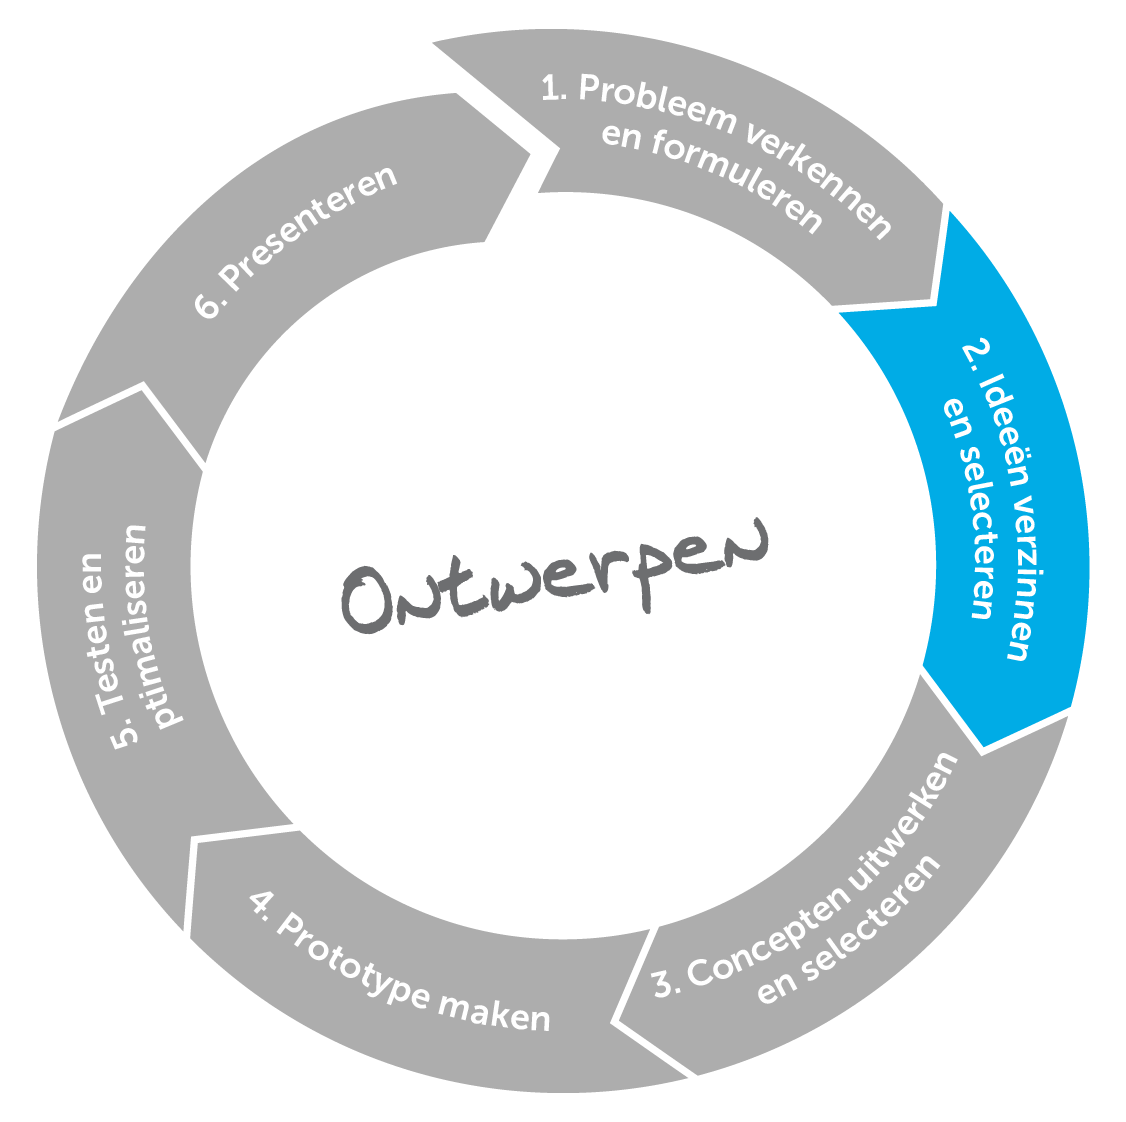 1. Probleem verkennen
en formuleren
2. Ideeën verzinnen
en selecteren
3. Concepten uitwerken
en selecteren
4. Prototype maken
5. Testen en
ptimaliseren
6. Presenteren
Ontwerpen